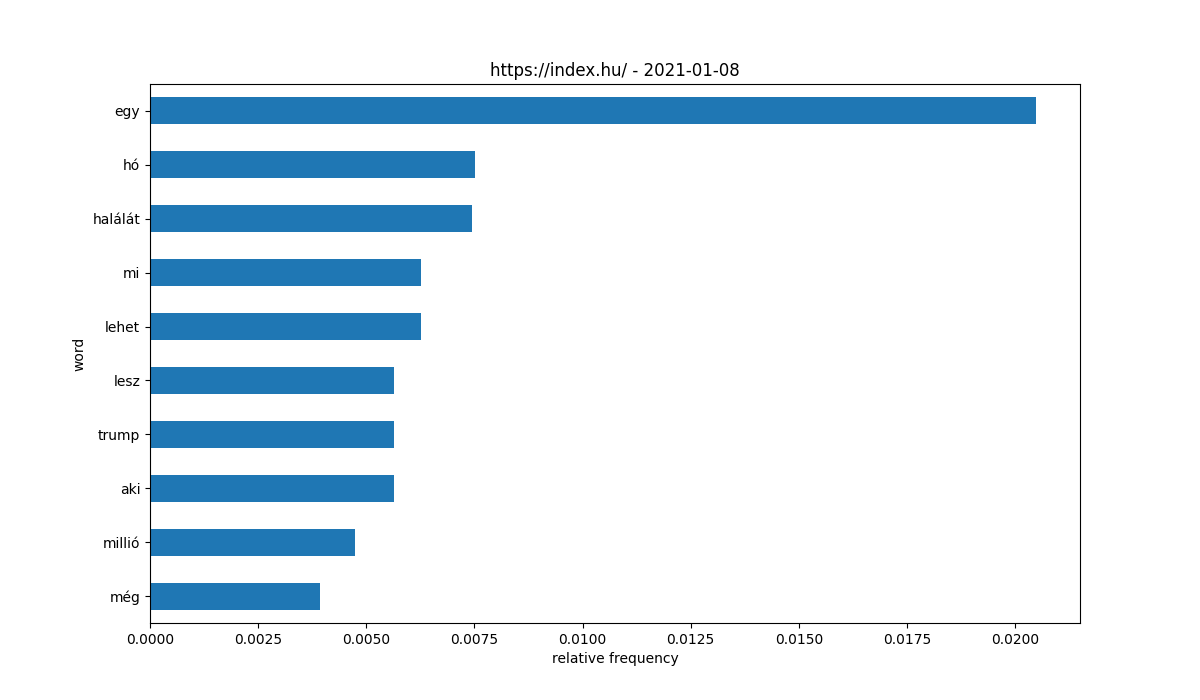 https://index.hu/ - 2021-01-08
egy
hó
halálát
mi
lehet
lesz
trump
aki
millió
még
word
0.0000 0.0025 0.0050 0.0075 0.0100 0.0125 0.0150 0.0175 0.0200
relative frequency